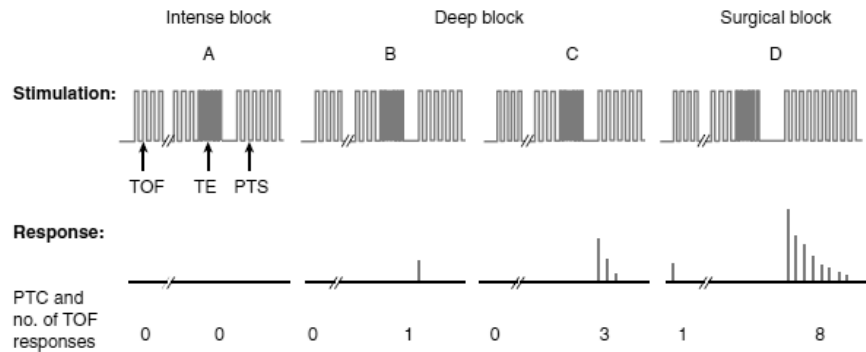 Intense block Deep block Surgical block
A B C D
Stimulation:
TOF TE PTS
Response:
PTC and
no. of TOF
responses
0 0 0 1 0 3 1 8